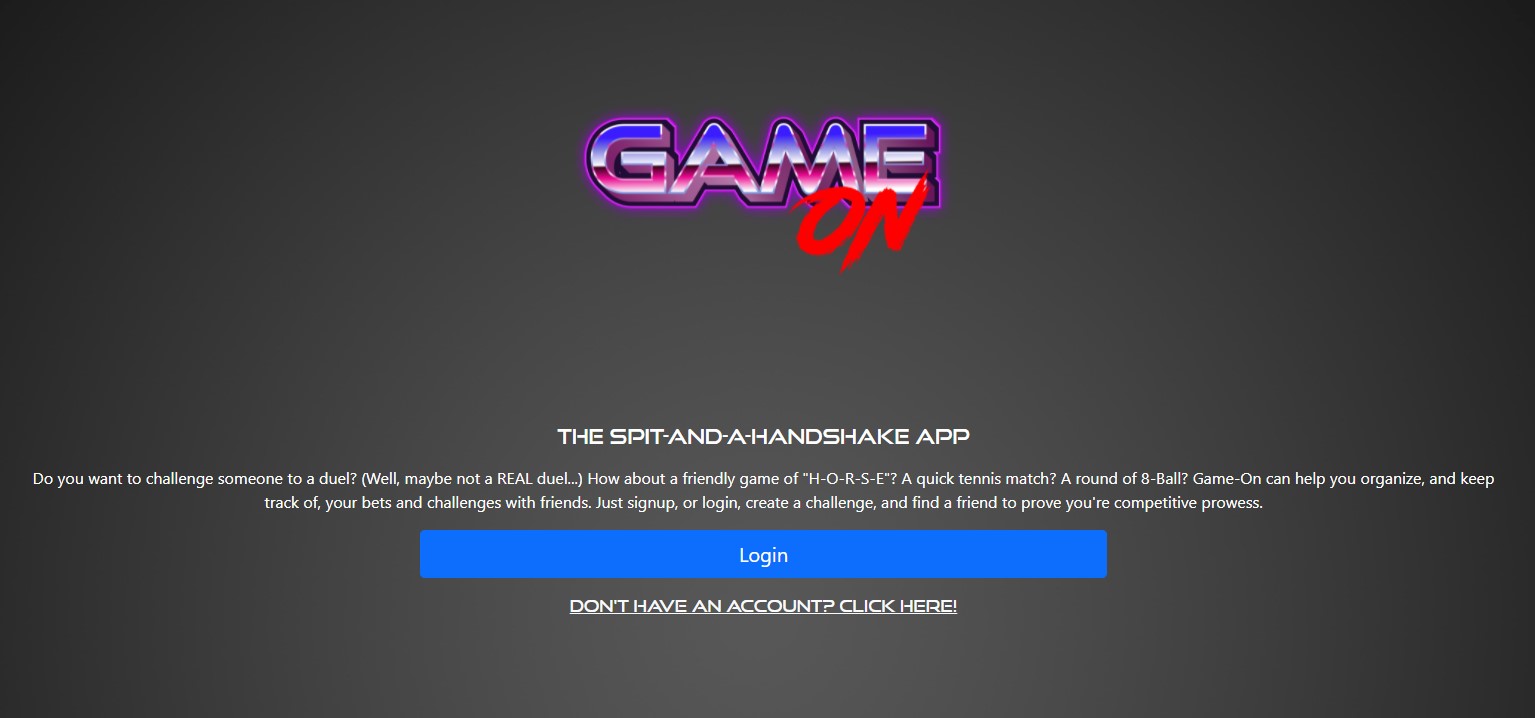 GAME
ON
THE SPIT-AND-A-HANDSHAKE APP
Do you want to challenge someone to a duel? (Well, maybe not a REAL duel...) How about a friendly game of "H-O-R-S-E"? A quick tennis match? A round of 8-Ball? Game-On can help you organize, and keep
track of, your bets and challenges with friends. Just signup, or login, create a challenge, and find a friend to prove you're competitive prowess.
Login
DON'T HAVE AN ACCOUNT? CLICK HERE!